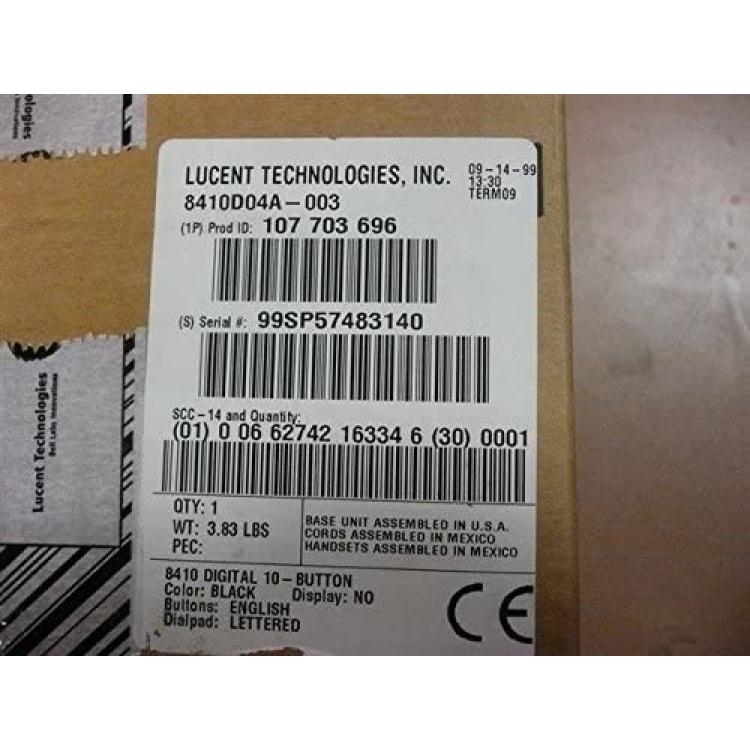 LUCENT TECHNOLOGIES, INC.
09-14-99
13:30
TERM09
8410D04A-003
(1P) Prod ID: 107 703 696
(S) Serial #: 99SP57483140
SCC-14 and Quantity:
(01) 0 06 62742 16334 6 (30) 0001
QTY: 1
WT: 3.83 LBS
PEC:
BASE UNIT ASSEMBLED IN U.S.A.
CORDS ASSEMBLED IN MEXICO
HANDSETS ASSEMBLED IN MEXICO
8410 DIGITAL 10-BUTTON
Color: BLACK Display: NO
Buttons: ENGLISH
Dialpad: LETTERED
CE
Lucent Technologies
Bell Labs Innovations
nologies
Innovations